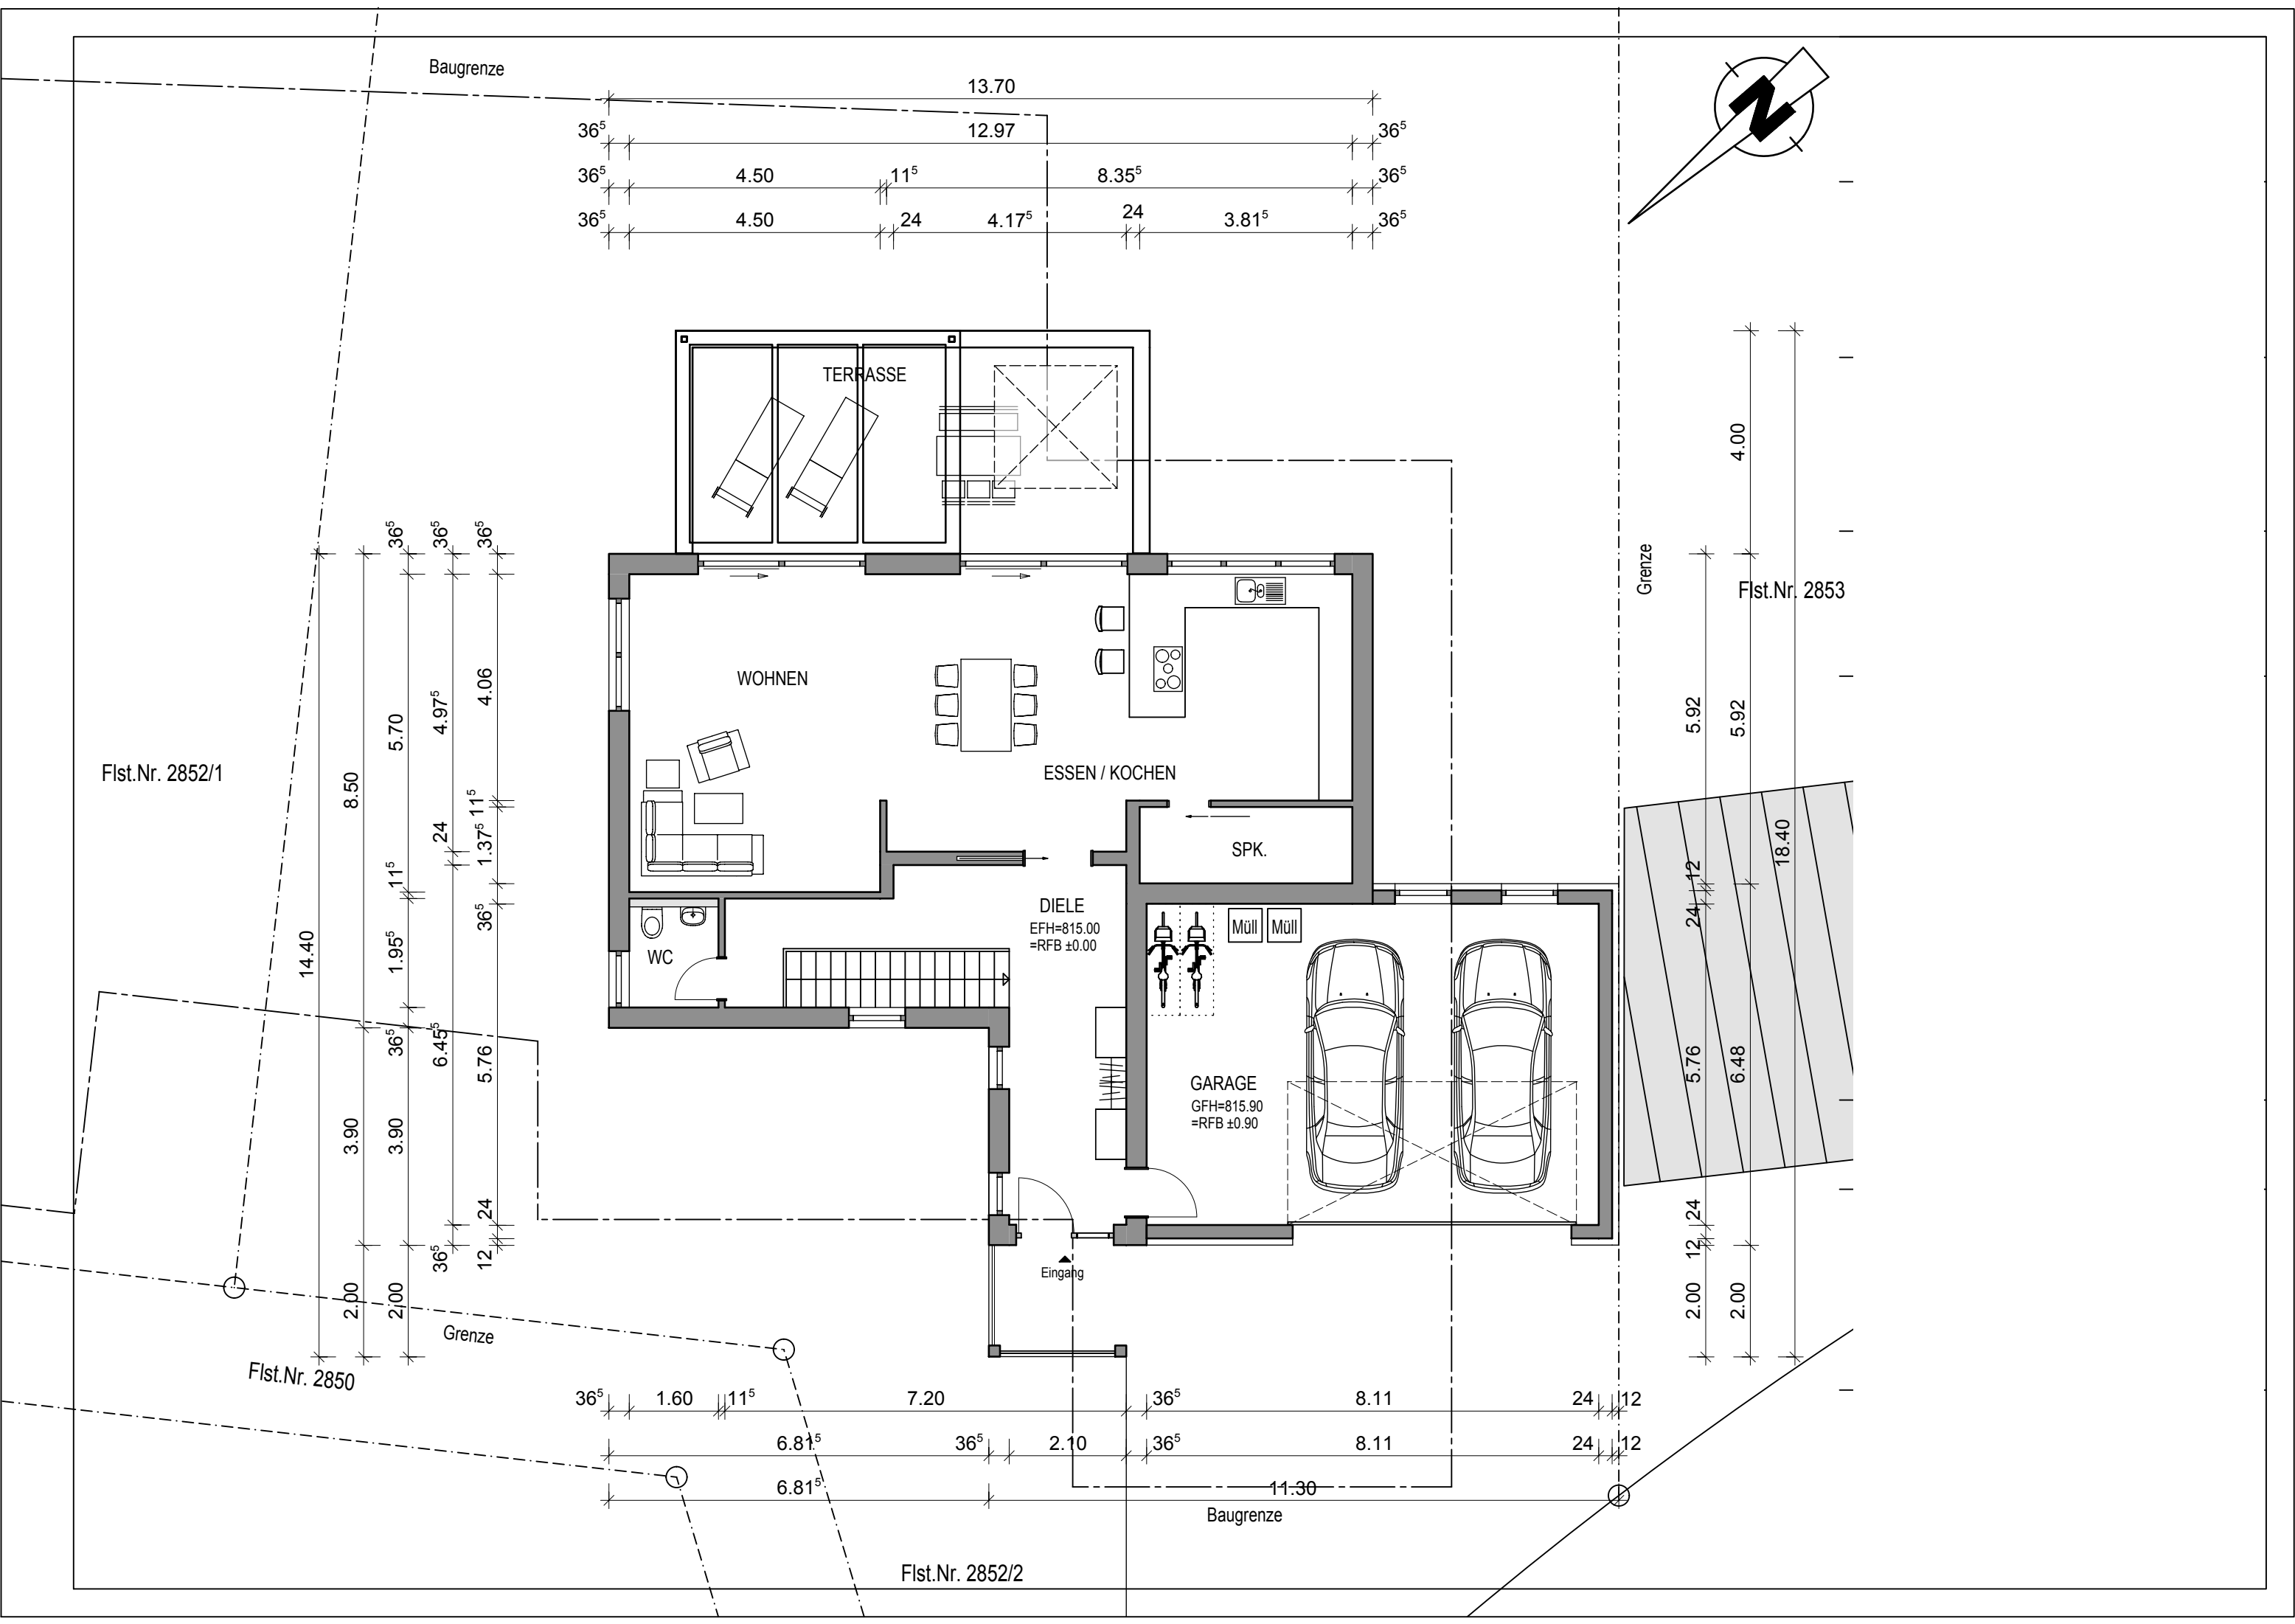 Baugrenze
13.70
36⁵ 12.97 36⁵
36⁵ 4.50 11⁵ 8.35⁵ 36⁵
36⁵ 4.50 24 4.17⁵ 24 3.81⁵ 36⁵
N
TERRASSE
WOHNEN
ESSEN / KOCHEN
SPK.
DIELE
EFH=815.00
=RFB ±0.00
WC
Müll Müll
GARAGE
GFH=815.90
=RFB ±0.90
Eingang
Flst.Nr. 2852/1
14.40
8.50 3.90 2.00
36⁵ 5.70 11⁵ 1.95⁵ 36⁵ 3.90 2.00
36⁵ 4.97⁵ 24 6.45⁵ 36⁵
36⁵ 4.06 11⁵ 1.37⁵ 36⁵ 5.76 24 12
Grenze
Flst.Nr. 2853
5.92 12 24 5.76 24 12 2.00
4.00 5.92 6.48 2.00
18.40
Grenze
Flst.Nr. 2850
36⁵ 1.60 11⁵ 7.20 36⁵ 8.11 24 12
6.81⁵ 36⁵ 2.10 36⁵ 8.11 24 12
6.81⁵ 11.30
Baugrenze
Flst.Nr. 2852/2